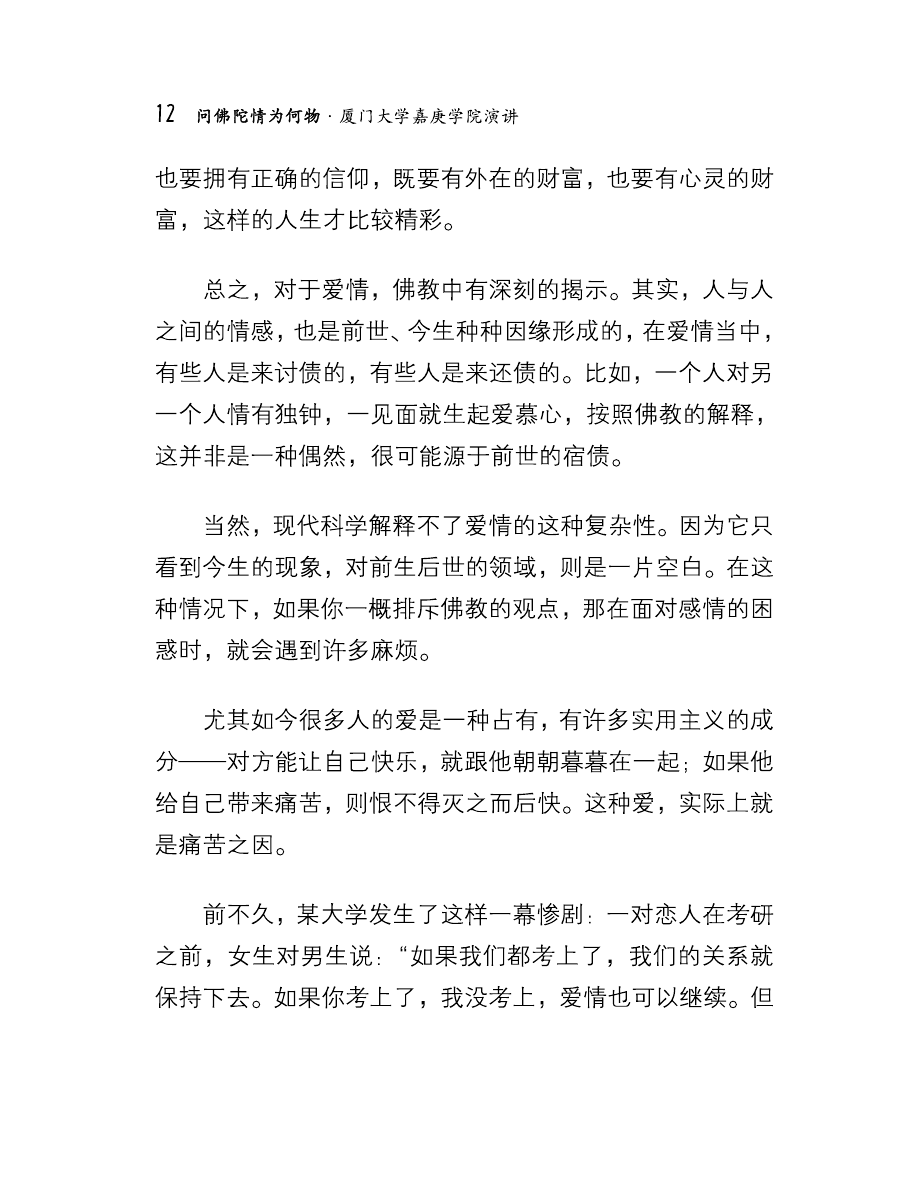 12 问佛陀情为何物·厦门大学嘉庚学院演讲
也要拥有正确的信仰，既要有外在的财富，也要有心灵的财
富，这样的人生才比较精彩。
总之，对于爱情，佛教中有深刻的揭示。其实，人与人
之间的情感，也是前世、今生种种因缘形成的，在爱情当中，
有些人是来讨债的，有些人是来还债的。比如，一个人对另
一个人情有独钟，一见面就生起爱慕心，按照佛教的解释，
这并非是一种偶然，很可能源于前世的宿债。
当然，现代科学解释不了爱情的这种复杂性。因为它只
看到今生的现象，对前生后世的领域，则是一片空白。在这
种情况下，如果你一概排斥佛教的观点，那在面对感情的困
惑时，就会遇到许多麻烦。
尤其如今很多人的爱是一种占有，有许多实用主义的成
分——对方能让自己快乐，就跟他朝朝暮暮在一起；如果他
给自己带来痛苦，则恨不得灭之而后快。这种爱，实际上就
是痛苦之因。
前不久，某大学发生了这样一幕惨剧：一对恋人在考研
之前，女生对男生说：“如果我们都考上了，我们的关系就
保持下去。如果你考上了，我没考上，爱情也可以继续。但